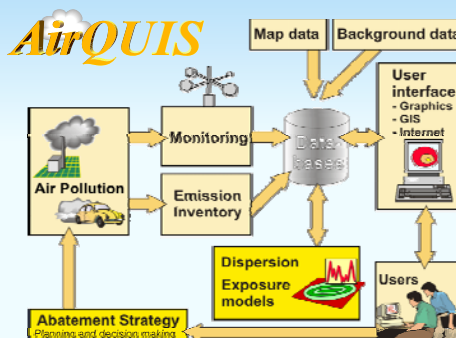 AirQUIS
Map data
Background data
User
interface
- Graphics
- GIS
- Internet
Monitoring
Data
bases
Air Pollution
Emission
Inventory
Dispersion
Exposure
models
Users
Abatement Strategy
Planning and decision making